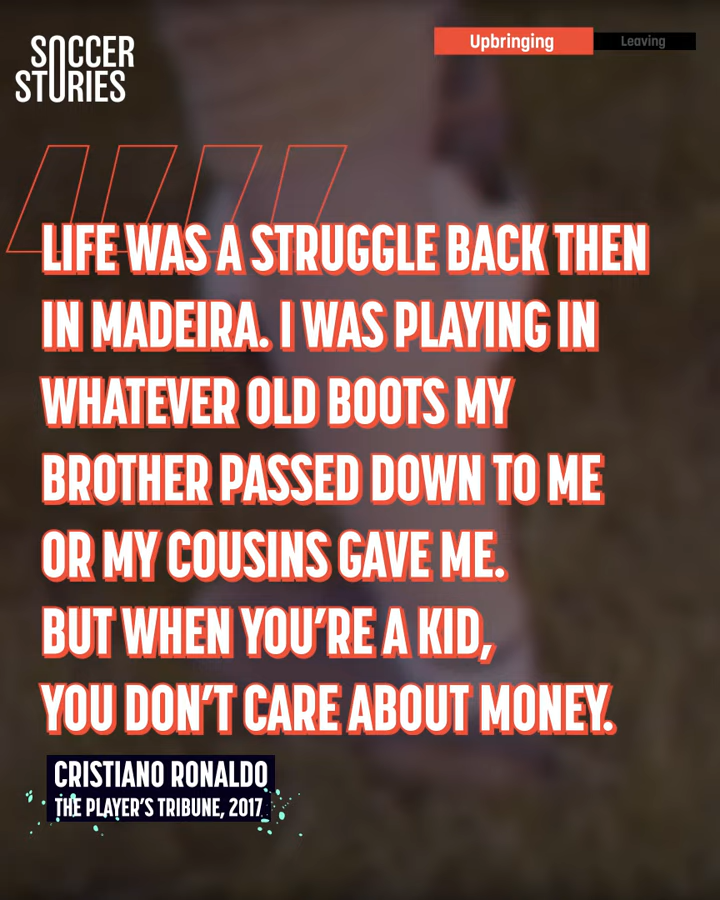 SOCCER
STORIES
Upbringing
Leaving
LIFE WAS A STRUGGLE BACK THEN
IN MADEIRA. I WAS PLAYING IN
WHATEVER OLD BOOTS MY
BROTHER PASSED DOWN TO ME
OR MY COUSINS GAVE ME.
BUT WHEN YOU'RE A KID,
YOU DON'T CARE ABOUT MONEY.
CRISTIANO RONALDO
THE PLAYER'S TRIBUNE, 2017